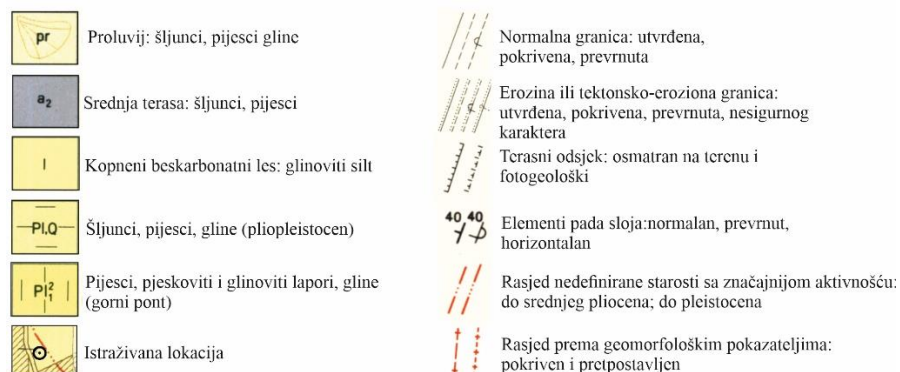 pr
Proluvij: šljunci, pijesci gline
a2
Srednja terasa: šljunci, pijesci
l
Kopneni beskarbonatni les: glinoviti silt
Pl,Q
Šljunci, pijesci, gline (pliopleistocen)
Pl₁²
Pijesci, pjeskoviti i glinoviti lapori, gline
(gorni pont)
Istraživana lokacija
Normalna granica: utvrđena,
pokrivena, prevrnuta
Erozina ili tektonsko-eroziona granica:
utvrđena, pokrivena, prevrnuta, nesigurnog
karaktera
Terasni odsjek: osmatran na terenu i
fotogeološki
40 40
Elementi pada sloja:normalan, prevrnut,
horizontalan
Rasjed nedefinirane starosti sa značajnijom aktivnošću:
do srednjeg pliocena; do pleistocena
Rasjed prema geomorfološkim pokazateljima:
pokriven i pretpostavljen